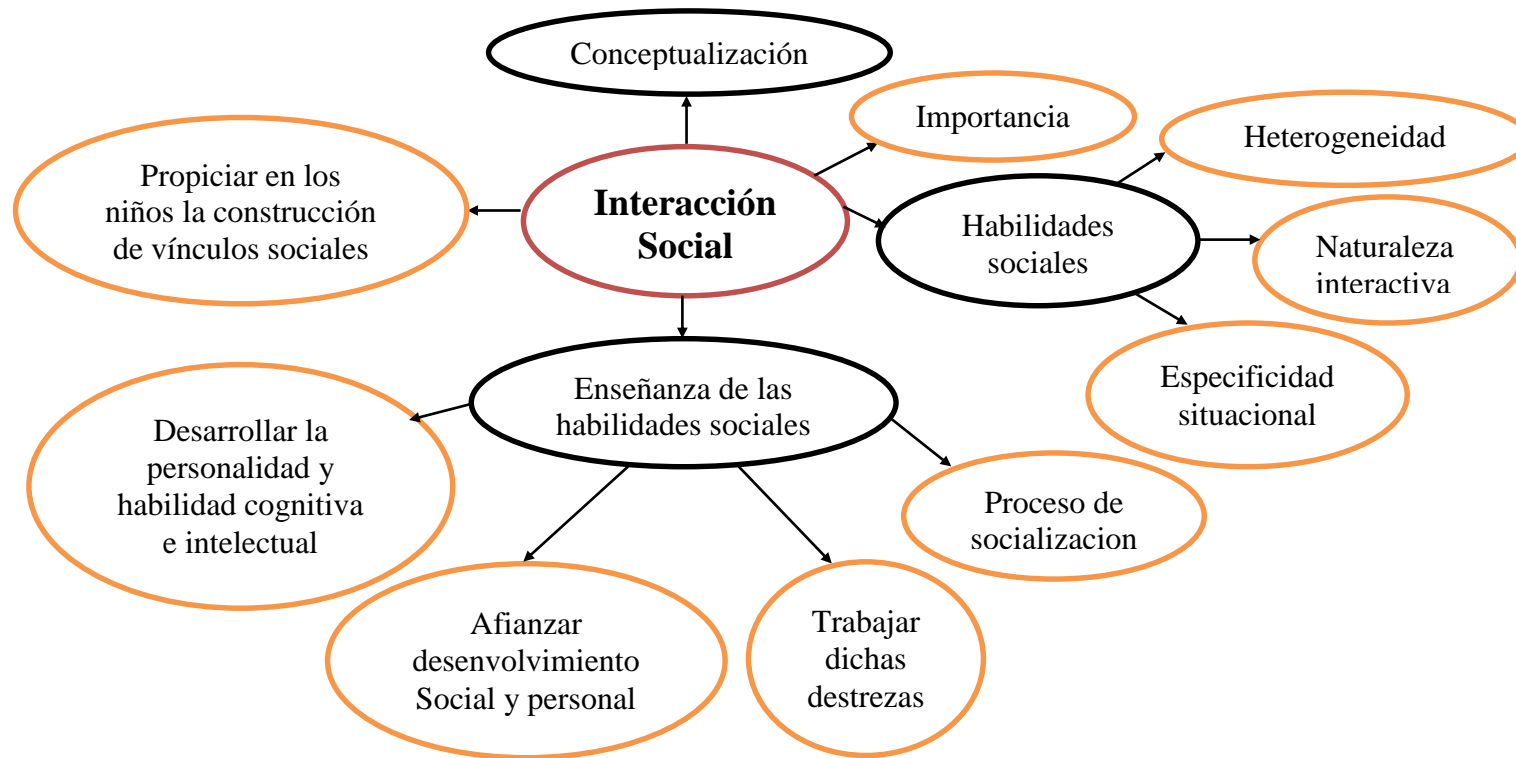 Conceptualización
Importancia
Heterogeneidad
Propiciar en los
niños la construcción
de vínculos sociales
Interacción
Social
Habilidades
sociales
Naturaleza
interactiva
Especificidad
situacional
Enseñanza de las
habilidades sociales
Desarrollar la
personalidad y
habilidad cognitiva
e intelectual
Proceso de
socializacion
Afianzar
desenvolvimiento
Social y personal
Trabajar
dichas
destrezas